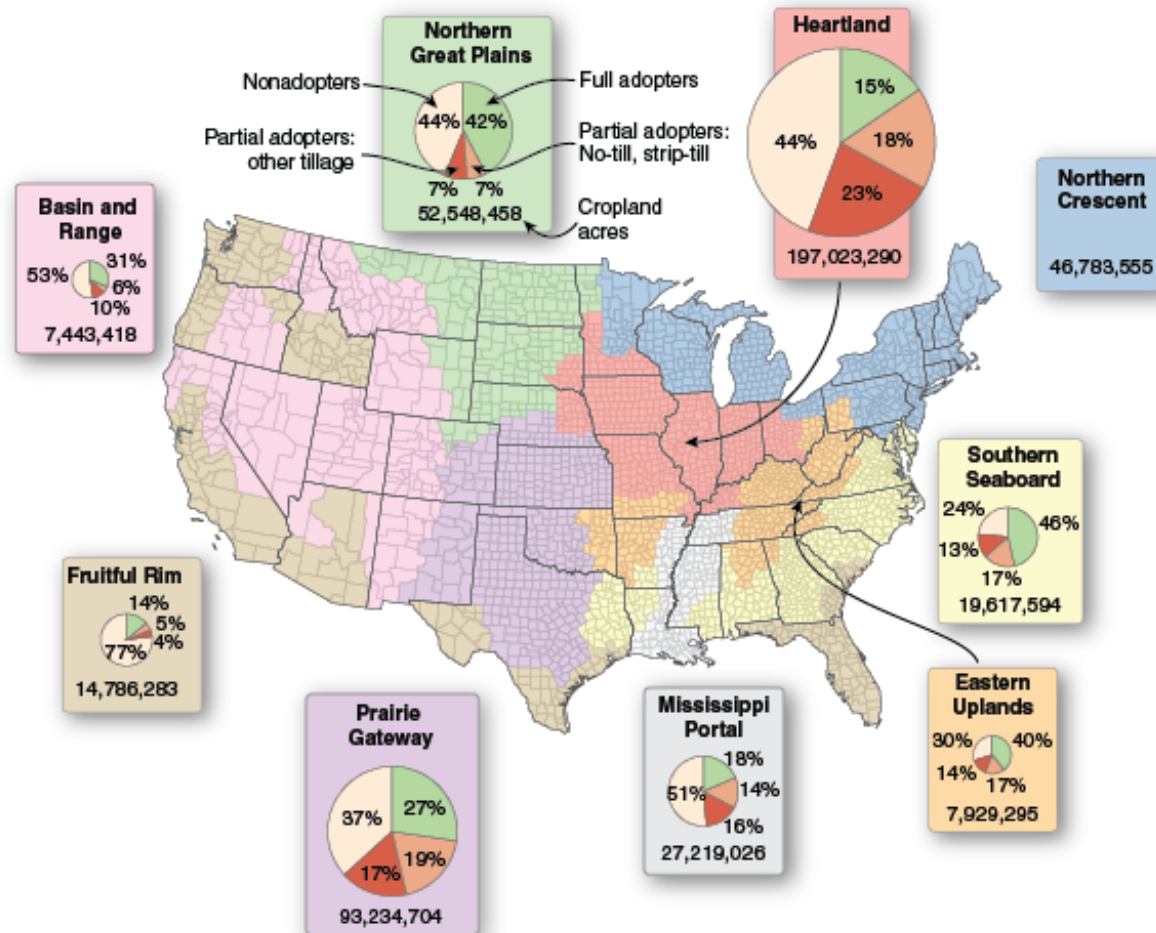 Northern
Great Plains
Nonadopters
Full adopters
44%
42%
Partial adopters:
other tillage
Partial adopters:
No-till, strip-till
7%
7%
52,548,458
Cropland
acres
Heartland
15%
18%
44%
23%
197,023,290
Northern
Crescent
46,783,555
Basin and
Range
53%
31%
6%
10%
7,443,418
Southern
Seaboard
24%
46%
13%
17%
19,617,594
Fruitful Rim
14%
5%
4%
77%
14,786,283
Prairie
Gateway
37%
27%
19%
17%
93,234,704
Mississippi
Portal
18%
51%
14%
16%
27,219,026
Eastern
Uplands
30%
40%
14%
17%
7,929,295